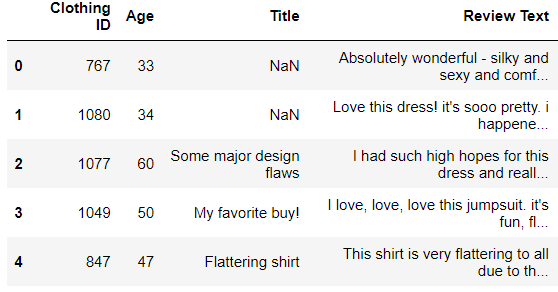 Clothing ID Age Title Review Text
0 767 33 NaN Absolutely wonderful - silky and sexy and comf...
1 1080 34 NaN Love this dress! it's sooo pretty. i happene...
2 1077 60 Some major design flaws I had such high hopes for this dress and reall...
3 1049 50 My favorite buy! I love, love, love this jumpsuit. it's fun, fl...
4 847 47 Flattering shirt This shirt is very flattering to all due to th...